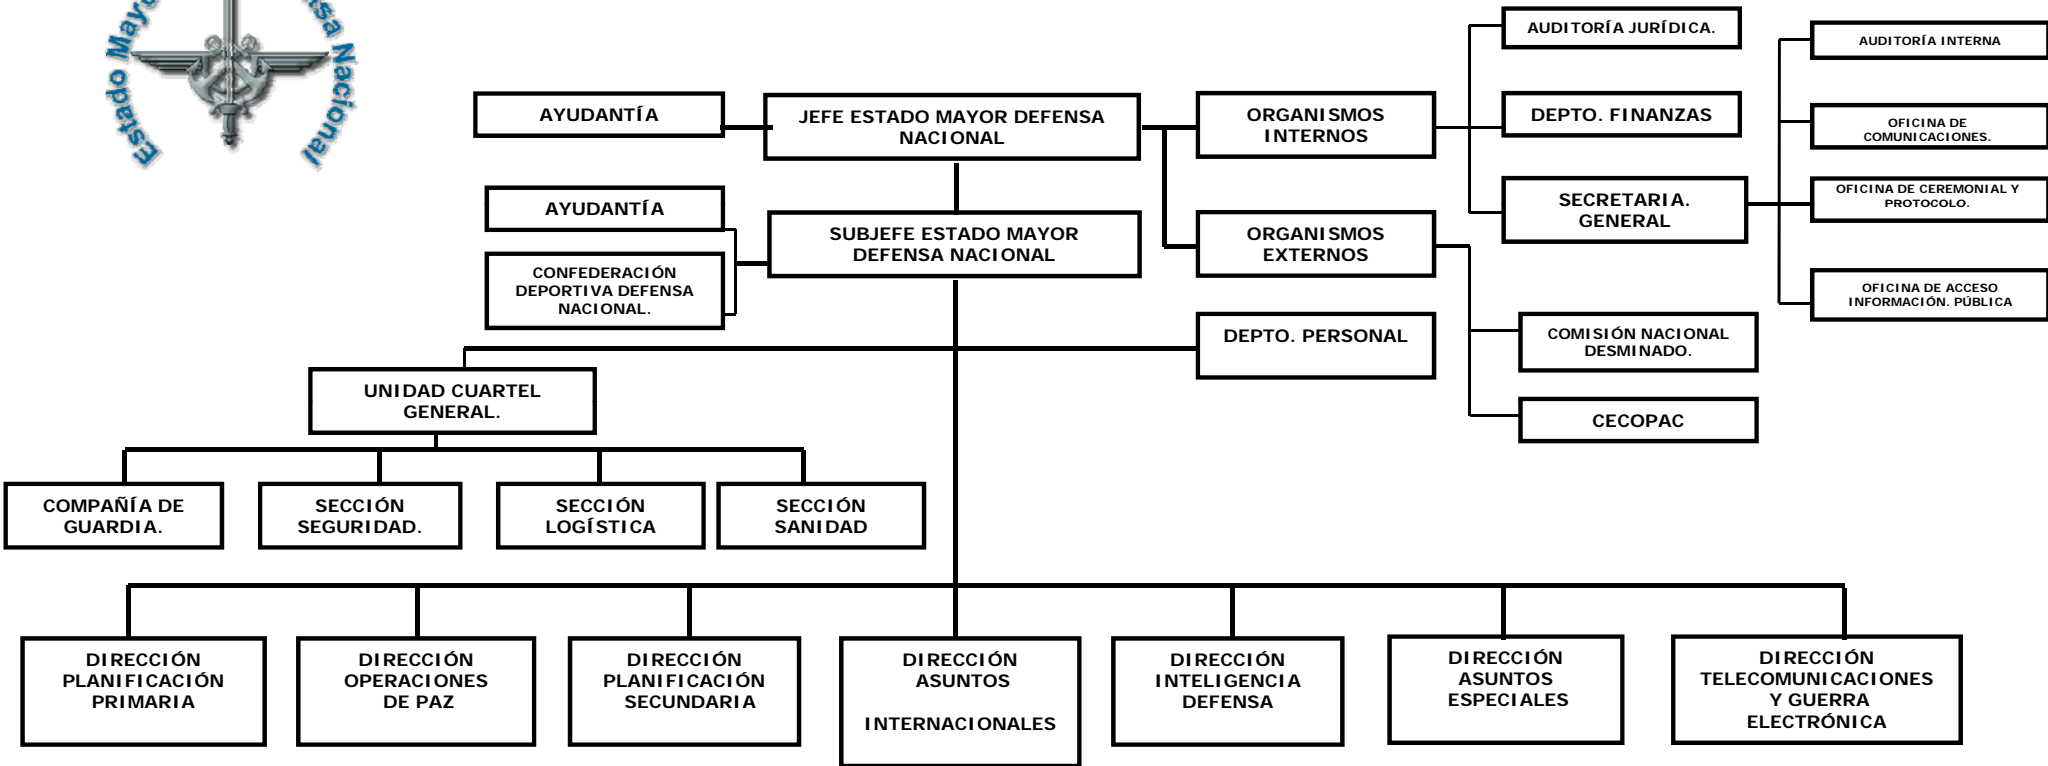 Estado Mayo
nsa Nacional
AUDITORÍA JURÍDICA.
AUDITORÍA INTERNA
AYUDANTÍA
JEFE ESTADO MAYOR DEFENSA
NACIONAL
ORGANISMOS
INTERNOS
DEPTO. FINANZAS
OFICINA DE
COMUNICACIONES.
AYUDANTÍA
SUBJEFE ESTADO MAYOR
DEFENSA NACIONAL
ORGANISMOS
EXTERNOS
SECRETARIA.
GENERAL
OFICINA DE CEREMONIAL Y
PROTOCOLO.
CONFEDERACIÓN
DEPORTIVA DEFENSA
NACIONAL.
OFICINA DE ACCESO
INFORMACIÓN. PÚBLICA
DEPTO. PERSONAL
COMISIÓN NACIONAL
DESMINADO.
UNIDAD CUARTEL
GENERAL.
CECOPAC
COMPAÑÍA DE
GUARDIA.
SECCIÓN
SEGURIDAD.
SECCIÓN
LOGÍSTICA
SECCIÓN
SANIDAD
DIRECCIÓN
PLANIFICACIÓN
PRIMARIA
DIRECCIÓN
OPERACIONES
DE PAZ
DIRECCIÓN
PLANIFICACIÓN
SECUNDARIA
DIRECCIÓN
ASUNTOS
INTERNACIONALES
DIRECCIÓN
INTELIGENCIA
DEFENSA
DIRECCIÓN
ASUNTOS
ESPECIALES
DIRECCIÓN
TELECOMUNICACIONES
Y GUERRA
ELECTRÓNICA